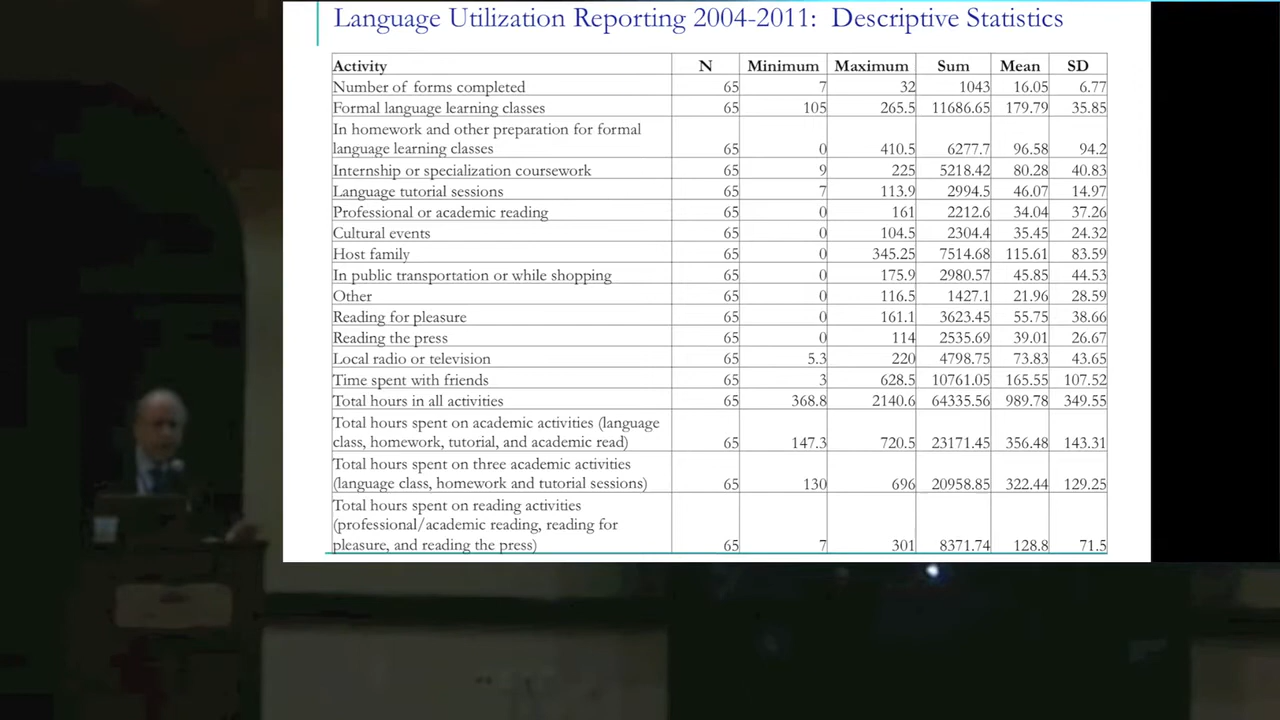 Language Utilization Reporting 2004-2011: Descriptive Statistics
Activity N Minimum Maximum Sum Mean SD
Number of forms completed 65 7 32 1043 16.05 6.77
Formal language learning classes 65 105 265.5 11686.65 179.79 35.85
In homework and other preparation for formal
language learning classes 65 0 410.5 6277.7 96.58 94.2
Internship or specialization coursework 65 9 225 5218.42 80.28 40.83
Language tutorial sessions 65 7 113.9 2994.5 46.07 14.97
Professional or academic reading 65 0 161 2212.6 34.04 37.26
Cultural events 65 0 104.5 2304.4 35.45 24.32
Host family 65 0 345.25 7514.68 115.61 83.59
In public transportation or while shopping 65 0 175.9 2980.57 45.85 44.53
Other 65 0 116.5 1427.1 21.96 28.59
Reading for pleasure 65 0 161.1 3623.45 55.75 38.66
Reading the press 65 0 114 2535.69 39.01 26.67
Local radio or television 65 5.3 220 4798.75 73.83 43.65
Time spent with friends 65 3 628.5 10761.05 165.55 107.52
Total hours in all activities 65 368.8 2140.6 64335.56 989.78 349.55
Total hours spent on academic activities (language
class, homework, tutorial, and academic read) 65 147.3 720.5 23171.45 356.48 143.31
Total hours spent on three academic activities
(language class, homework and tutorial sessions) 65 130 696 20958.85 322.44 129.25
Total hours spent on reading activities
(professional/academic reading, reading for
pleasure, and reading the press) 65 7 301 8371.74 128.8 71.5